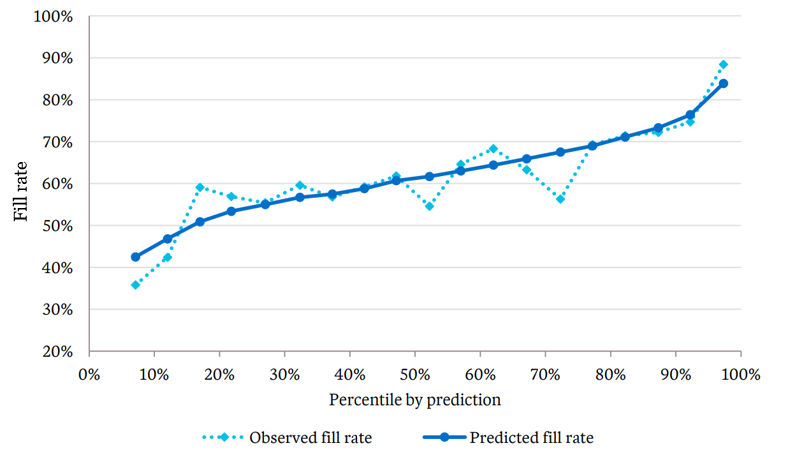 100%
90%
80%
70%
60%
50%
40%
30%
20%
Fill rate
0% 10% 20% 30% 40% 50% 60% 70% 80% 90% 100%
Percentile by prediction
Observed fill rate Predicted fill rate